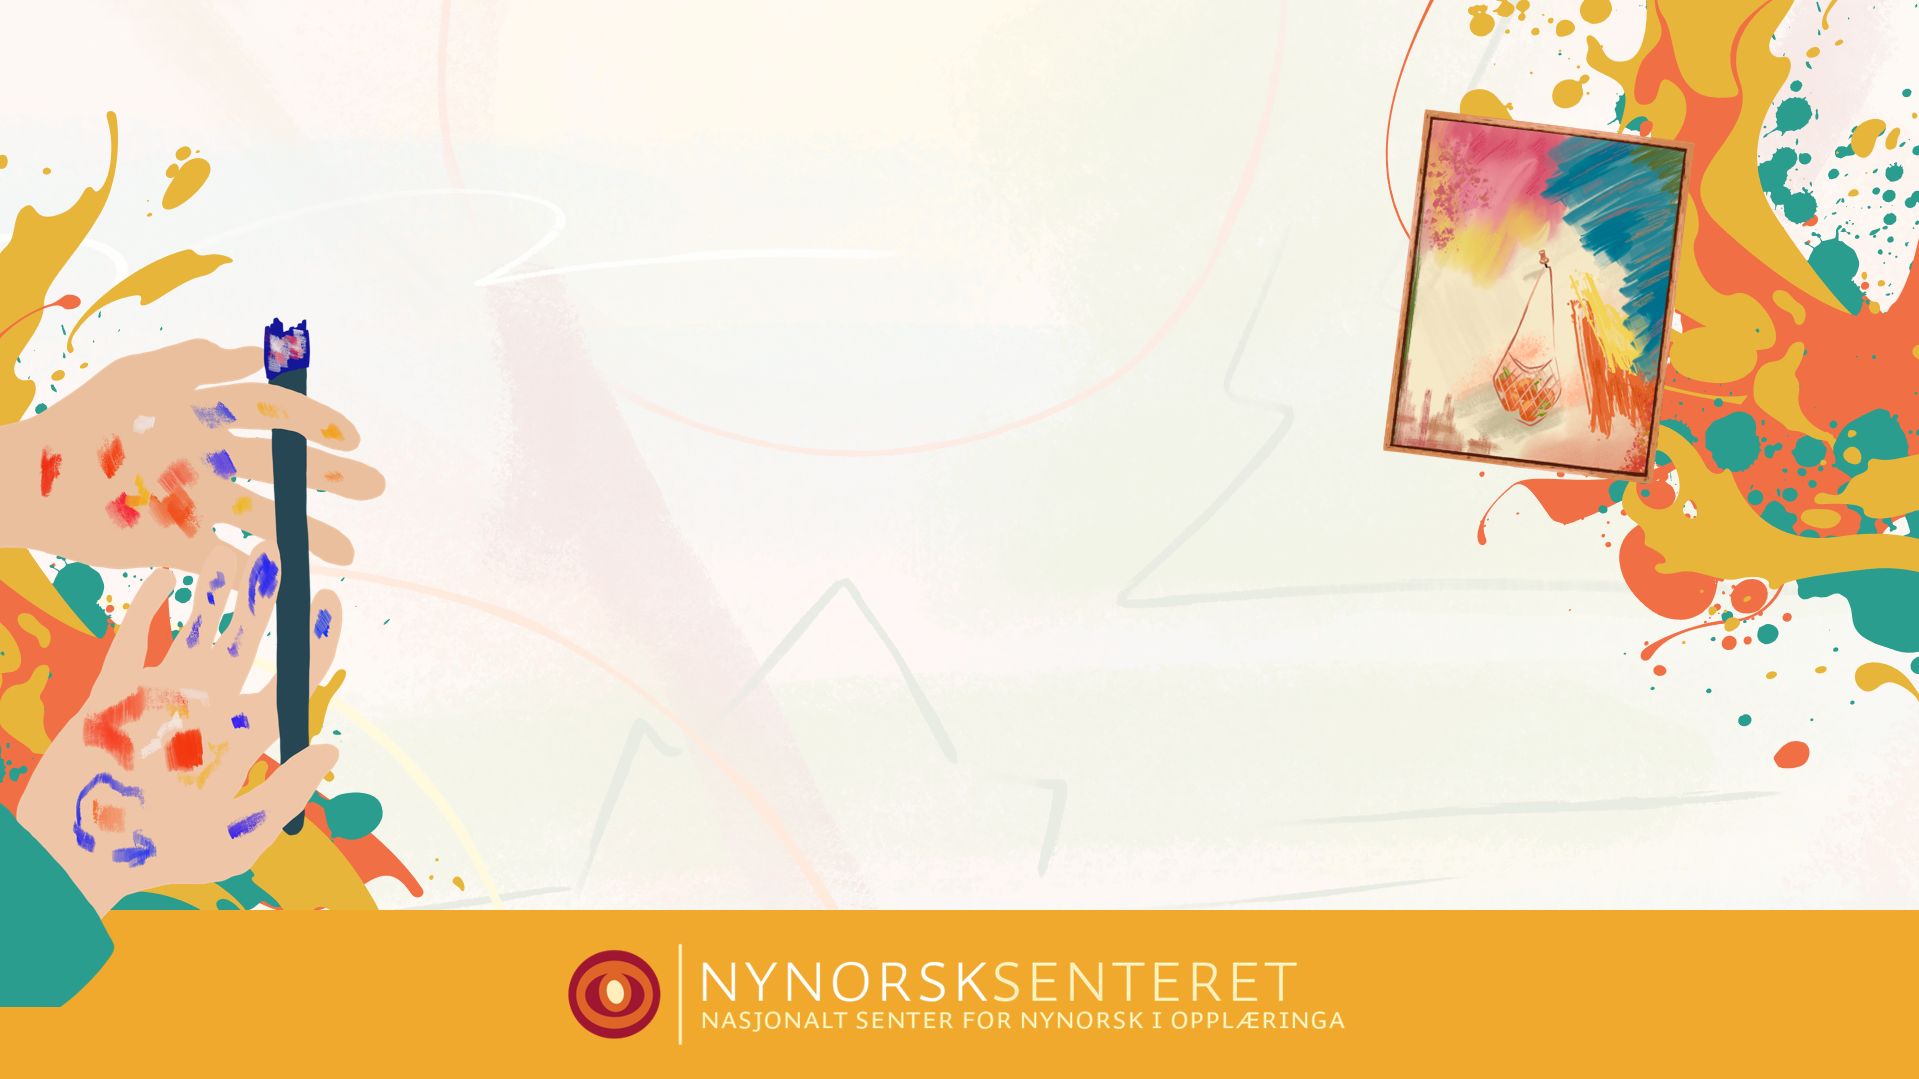 NYNORSKSENTERET
NASJONALT SENTER FOR NYNORSK I OPPLÆRINGA